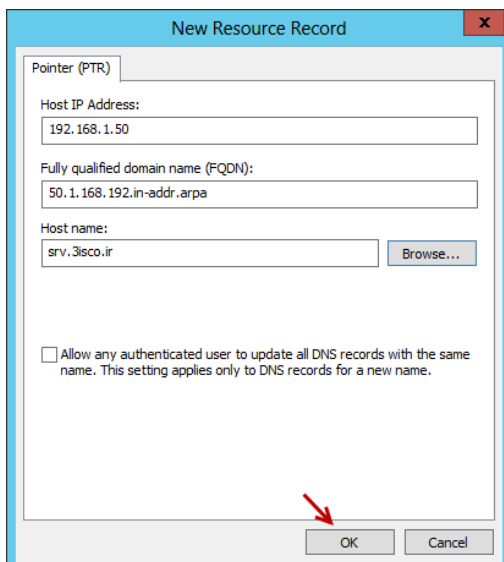 New Resource Record
x
Pointer (PTR)
Host IP Address:
192.168.1.50
Fully qualified domain name (FQDN):
50.1.168.192.in-addr.arpa
Host name:
srv.3isco.ir
Browse...
Allow any authenticated user to update all DNS records with the same
name. This setting applies only to DNS records for a new name.
OK
Cancel